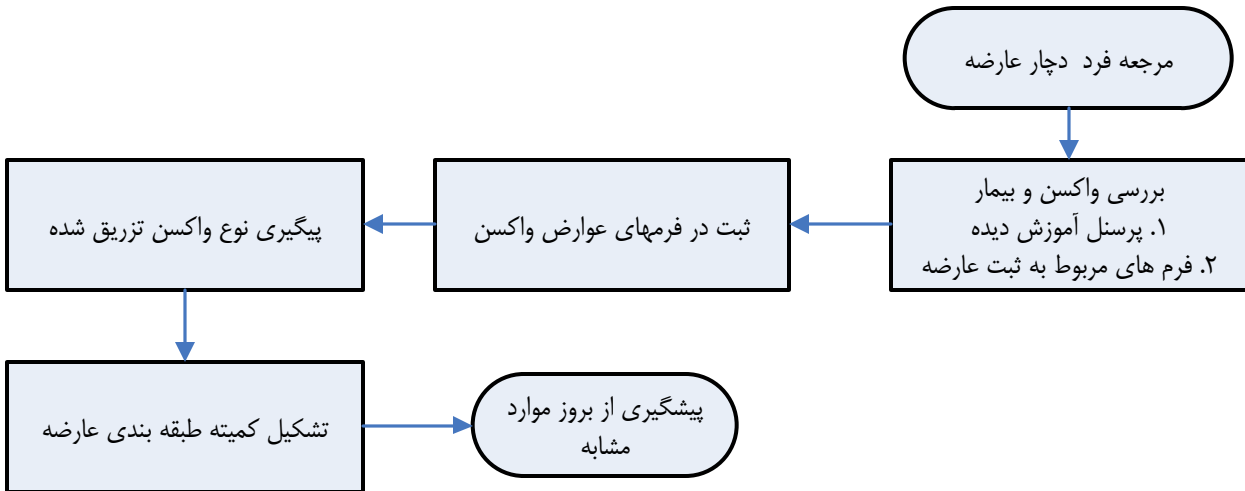 مرجعه فرد دچار عارضه
بررسی واکسن و بیمار
۱. پرسنل آموزش دیده
۲. فرم های مربوط به ثبت عارضه
ثبت در فرمهای عوارض واکسن
پیگیری نوع واکسن تزریق شده
تشکیل کمیته طبقه بندی عارضه
پیشگیری از بروز موارد
مشابه